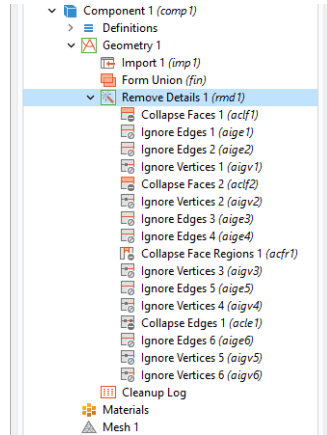 Component 1 (comp1)
Definitions
Geometry 1
Import 1 (imp1)
Form Union (fin)
Remove Details 1 (rmd1)
Collapse Faces 1 (aclf1)
Ignore Edges 1 (aige1)
Ignore Edges 2 (aige2)
Ignore Vertices 1 (aigv1)
Collapse Faces 2 (aclf2)
Ignore Vertices 2 (aigv2)
Ignore Edges 3 (aige3)
Ignore Edges 4 (aige4)
Collapse Face Regions 1 (acfr1)
Ignore Vertices 3 (aigv3)
Ignore Edges 5 (aige5)
Ignore Vertices 4 (aigv4)
Collapse Edges 1 (acle1)
Ignore Edges 6 (aige6)
Ignore Vertices 5 (aigv5)
Ignore Vertices 6 (aigv6)
Cleanup Log
Materials
Mesh 1